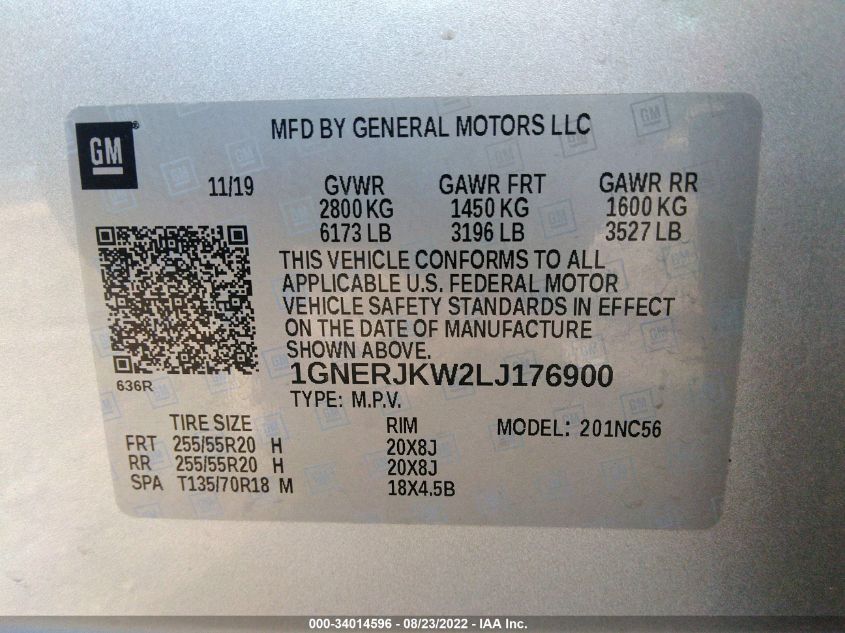 GM
MFD BY GENERAL MOTORS LLC
11/19 GVWR GAWR FRT GAWR RR
2800 KG 1450 KG 1600 KG
6173 LB 3196 LB 3527 LB
THIS VEHICLE CONFORMS TO ALL
APPLICABLE U.S. FEDERAL MOTOR
VEHICLE SAFETY STANDARDS IN EFFECT
ON THE DATE OF MANUFACTURE
SHOWN ABOVE.
636R
1GNERJKW2LJ176900
TYPE: M.P.V.
TIRE SIZE RIM MODEL: 201NC56
FRT 255/55R20 H 20X8J
RR 255/55R20 H 20X8J
SPA T135/70R18 M 18X4.5B
000-34014596 - 08/23/2022 - IAA Inc.